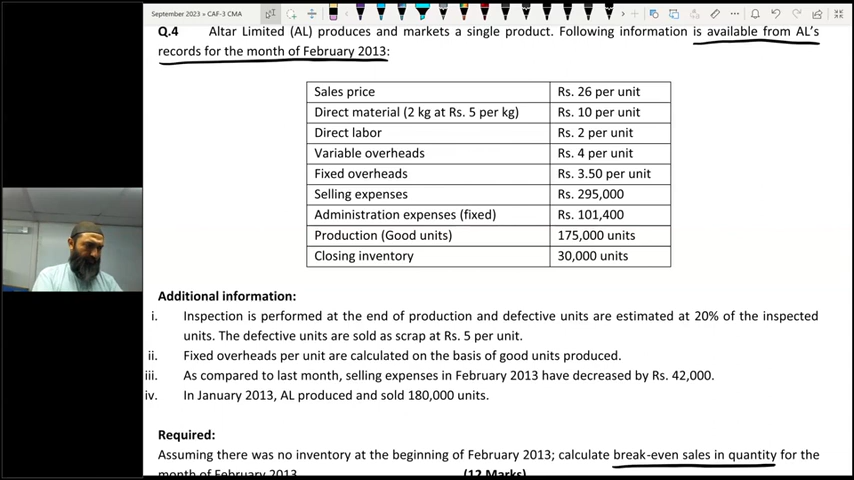 September 2023 » CAF-3 CMA
Q.4 Altar Limited (AL) produces and markets a single product. Following information is available from AL's
records for the month of February 2013:
Sales price Rs. 26 per unit
Direct material (2 kg at Rs. 5 per kg) Rs. 10 per unit
Direct labor Rs. 2 per unit
Variable overheads Rs. 4 per unit
Fixed overheads Rs. 3.50 per unit
Selling expenses Rs. 295,000
Administration expenses (fixed) Rs. 101,400
Production (Good units) 175,000 units
Closing inventory 30,000 units
Additional information:
i. Inspection is performed at the end of production and defective units are estimated at 20% of the inspected
units. The defective units are sold as scrap at Rs. 5 per unit.
ii. Fixed overheads per unit are calculated on the basis of good units produced.
iii. As compared to last month, selling expenses in February 2013 have decreased by Rs. 42,000.
iv. In January 2013, AL produced and sold 180,000 units.
Required:
Assuming there was no inventory at the beginning of February 2013; calculate break-even sales in quantity for the
month of February 2013. (12 Marks)